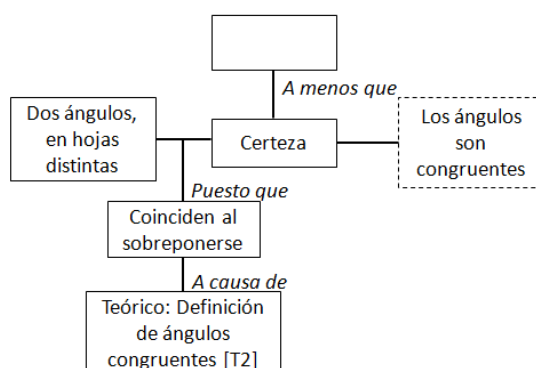 A menos que
Dos ángulos,
en hojas
distintas
Certeza
Los ángulos
son
congruentes
Puesto que
Coinciden al
sobreponerse
A causa de
Teórico: Definición
de ángulos
congruentes [T2]